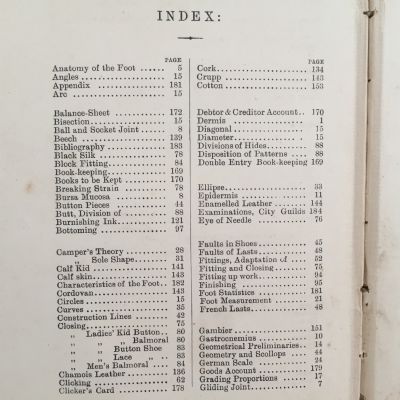 INDEX:
PAGE
Anatomy of the Foot ...... 5
Angles .................. 15
Appendix ................ 181
Arc ..................... 15
Balance-Sheet ........... 172
Bisection ............... 15
Ball and Socket Joint ... 8
Beech ................... 139
Bibliography ............ 183
Black Silk .............. 78
Block Fitting ........... 84
Book-keeping ............ 169
Books to be Kept ........ 170
Breaking Strain ......... 78
Bursa Mucosa ............ 8
Button Pieces ........... 44
Butt, Division of ....... 88
Burnishing Ink .......... 121
Bottoming ............... 97
Camper's Theory ......... 28
„ Sole Shape ............ 31
Calf Kid ................ 141
Calf skin ............... 143
Characteristics of the Foot .. 182
Cordovan ................ 143
Circles ................. 15
Curves .................. 35
Construction Lines ...... 42
Closing ................. 75
„ Ladies' Kid Button .. 80
„ „ Balmoral 80
„ „ Button Shoe 83
„ „ Lace „ .. 83
„ Men's Balmoral .... 84
Chamois Leather ......... 136
Clicking ................ 62
Clicker's Card .......... 178
PAGE
Cork .................... 134
Crupp ................... 143
Cotton .................. 153
Debtor & Creditor Account .. 170
Dermis .................. 1
Diagonal ................ 15
Diameter ................ 15
Divisions of Hides ...... 88
Disposition of Patterns ... 88
Double Entry Book-keeping 169
Ellipse ................. 33
Epidermis ............... 11
Enamelled Leather ....... 144
Examinations, City Guilds 184
Eye of Needle ........... 76
Faults in Shoes ......... 45
Faults of Lasts ......... 48
Fittings, Adaptation of ... 52
Fitting and Closing ..... 75
Fitting up work ......... 94
Finishing ............... 95
Foot Statistics ......... 181
Foot Measurement ........ 21
French Lasts ............ 48
Gambier ................. 151
Gastrocnemius ........... 10
Geometrical Preliminaries .. 14
Geometry and Scollops ... 44
German Scale ............ 24
Goods Account ........... 179
Grading Proportions ..... 17
Gliding Joint ........... 7